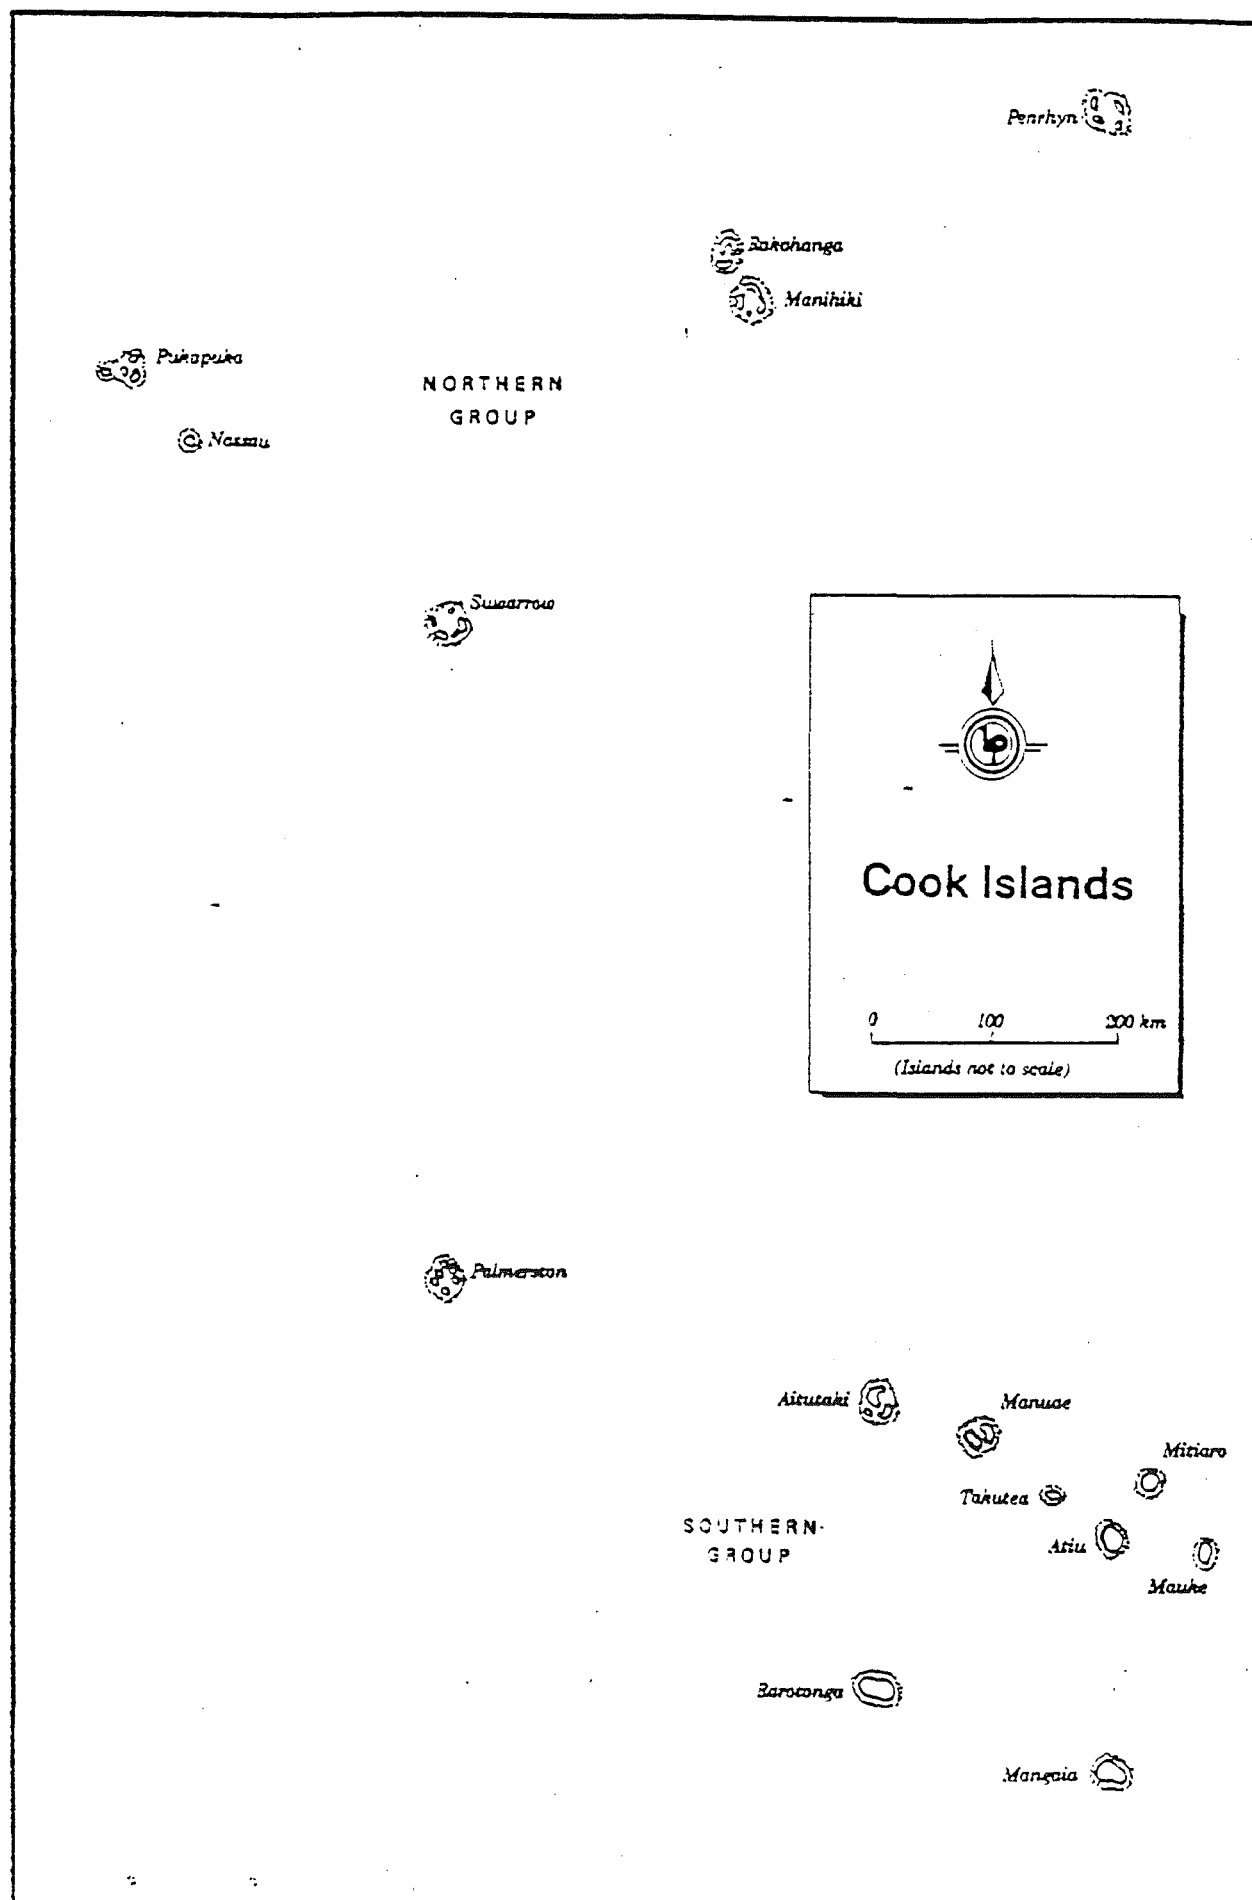 Penrhyn
Rakahanga
Manihiki
Pukapuka
NORTHERN
GROUP
Nassau
Suwarrow
Cook Islands
0 100 200 km
(Islands not to scale)
Palmerston
Aitutaki
Manuae
Mitiaro
Takutea
SOUTHERN
GROUP
Atiu
Mauke
Rarotonga
Mangaia